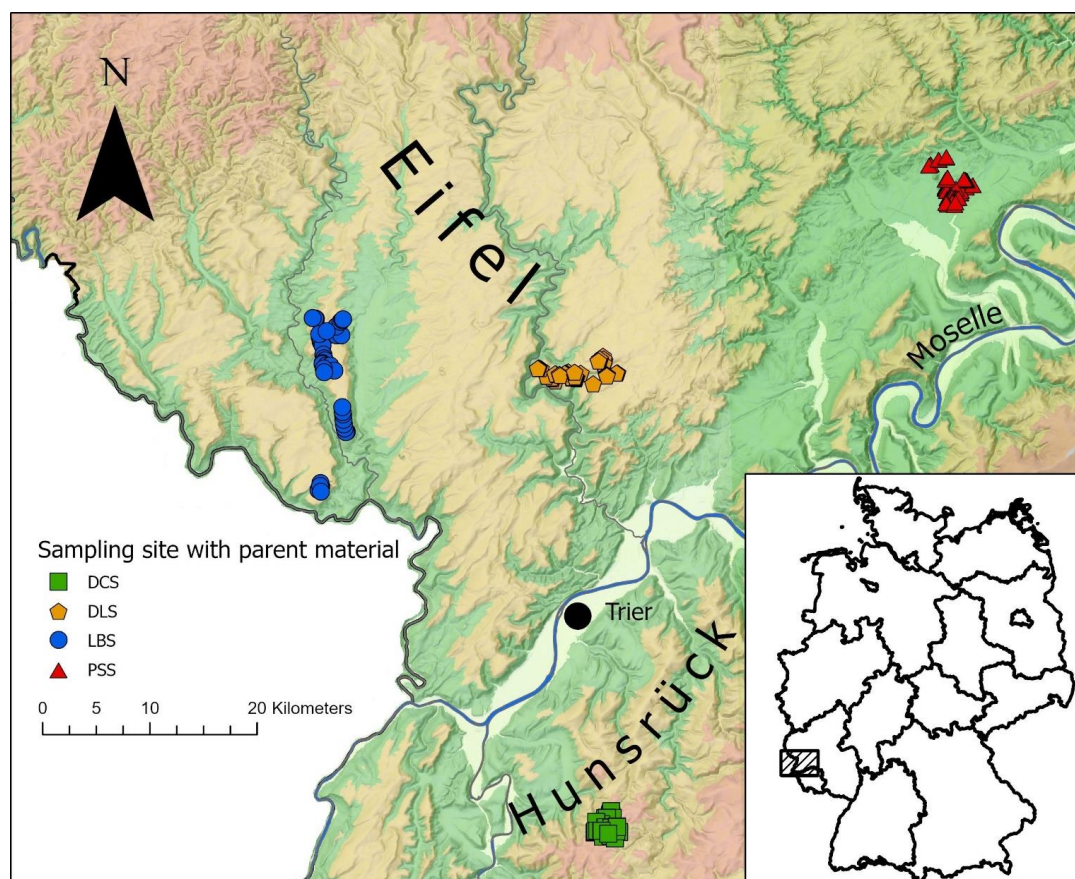 N
Eifel
Moselle
Sampling site with parent material
DCS
DLS
LBS
PSS
0 5 10 20 Kilometers
Trier
Hunsrück